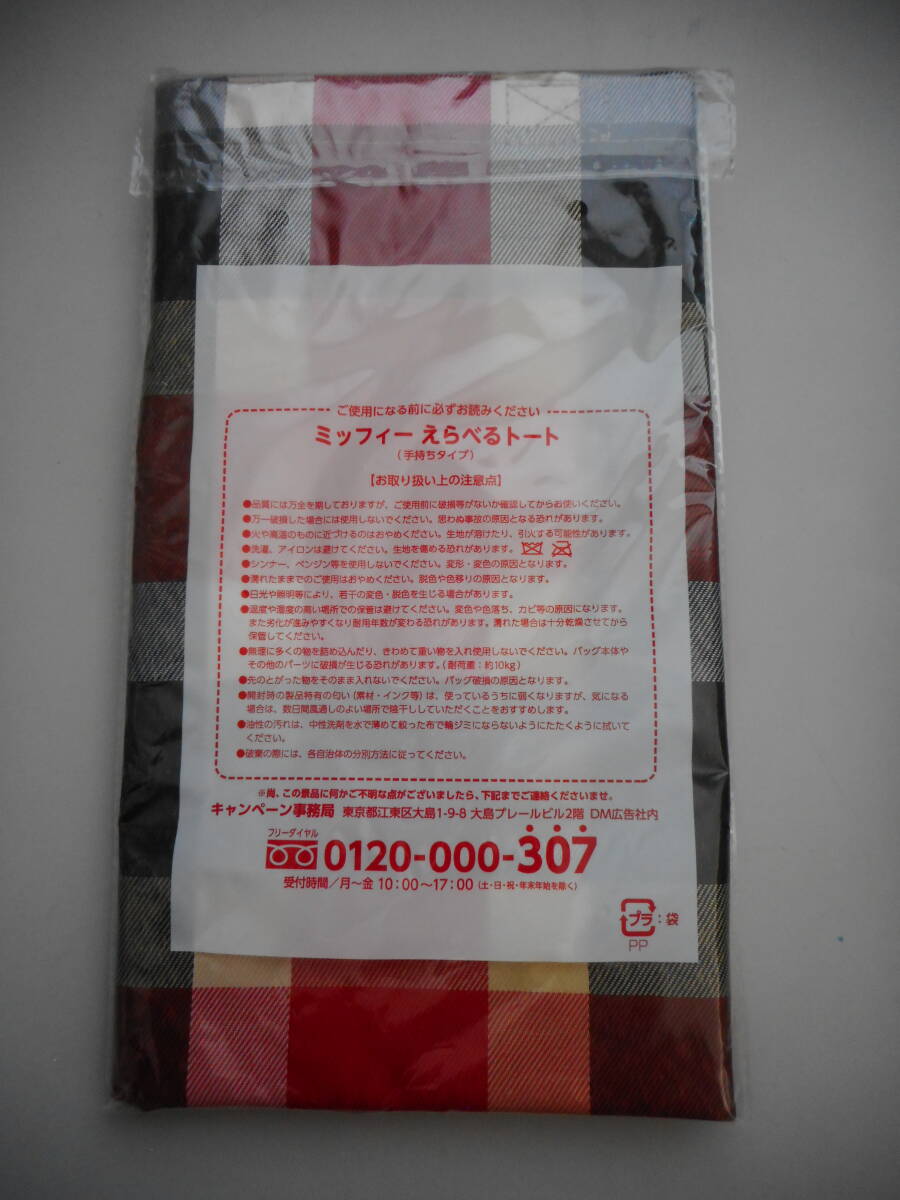 ご使用になる前に必ずお読みください
ミッフィー えらべるトート
(手持ちタイプ)
【お取り扱い上の注意点】
●品質には万全を期しておりますが、ご使用前に破損等がないか確認してからお使いください。
●万一破損した場合には使用しないでください。思わぬ事故の原因となる恐れがあります。
●火や高温のものに近づけるのはおやめください。生地が溶けたり、引火する可能性があります。
●洗濯、アイロンは避けてください。生地を傷める恐れがあります。
●シンナー、ベンジン等を使用しないでください。変形・変色の原因となります。
●濡れたままでのご使用はおやめください。脱色や色移りの原因となります。
●日光や照明等により、若干の変色・脱色を生じる場合があります。
●温度や湿度の高い場所での保管は避けてください。変色や色落ち、カビ等の原因になります。
また劣化が進みやすくなり耐用年数が変わる恐れがあります。濡れた場合は十分乾燥させてから
保管してください。
●無理に多くの物を詰め込んだり、きわめて重い物を入れ使用しないでください。バッグ本体や
その他のパーツに破損が生じる恐れがあります。(耐荷重:約10kg)
●先のとがった物をそのまま入れないでください。バッグ破損の原因となります。
●開封時の製品特有の匂い(素材・インク等)は、使っているうちに弱くなりますが、気になる
場合は、数日間風通しのよい場所で陰干ししていただくことをおすすめします。
●油性の汚れは、中性洗剤を水で薄めて絞った布で輪ジミにならないようにたたくように拭いて
ください。
●破棄の際には、各自治体の分別方法に従ってください。
※尚、この景品に何かご不明な点がございましたら、下記までご連絡くださいませ。
キャンペーン事務局 東京都江東区大島1-9-8 大島プレールビル2階 DM広告社内
フリーダイヤル
0120-000-307
受付時間/月～金 10:00～17:00 (土・日・祝・年末年始を除く)
プラ:袋
PP